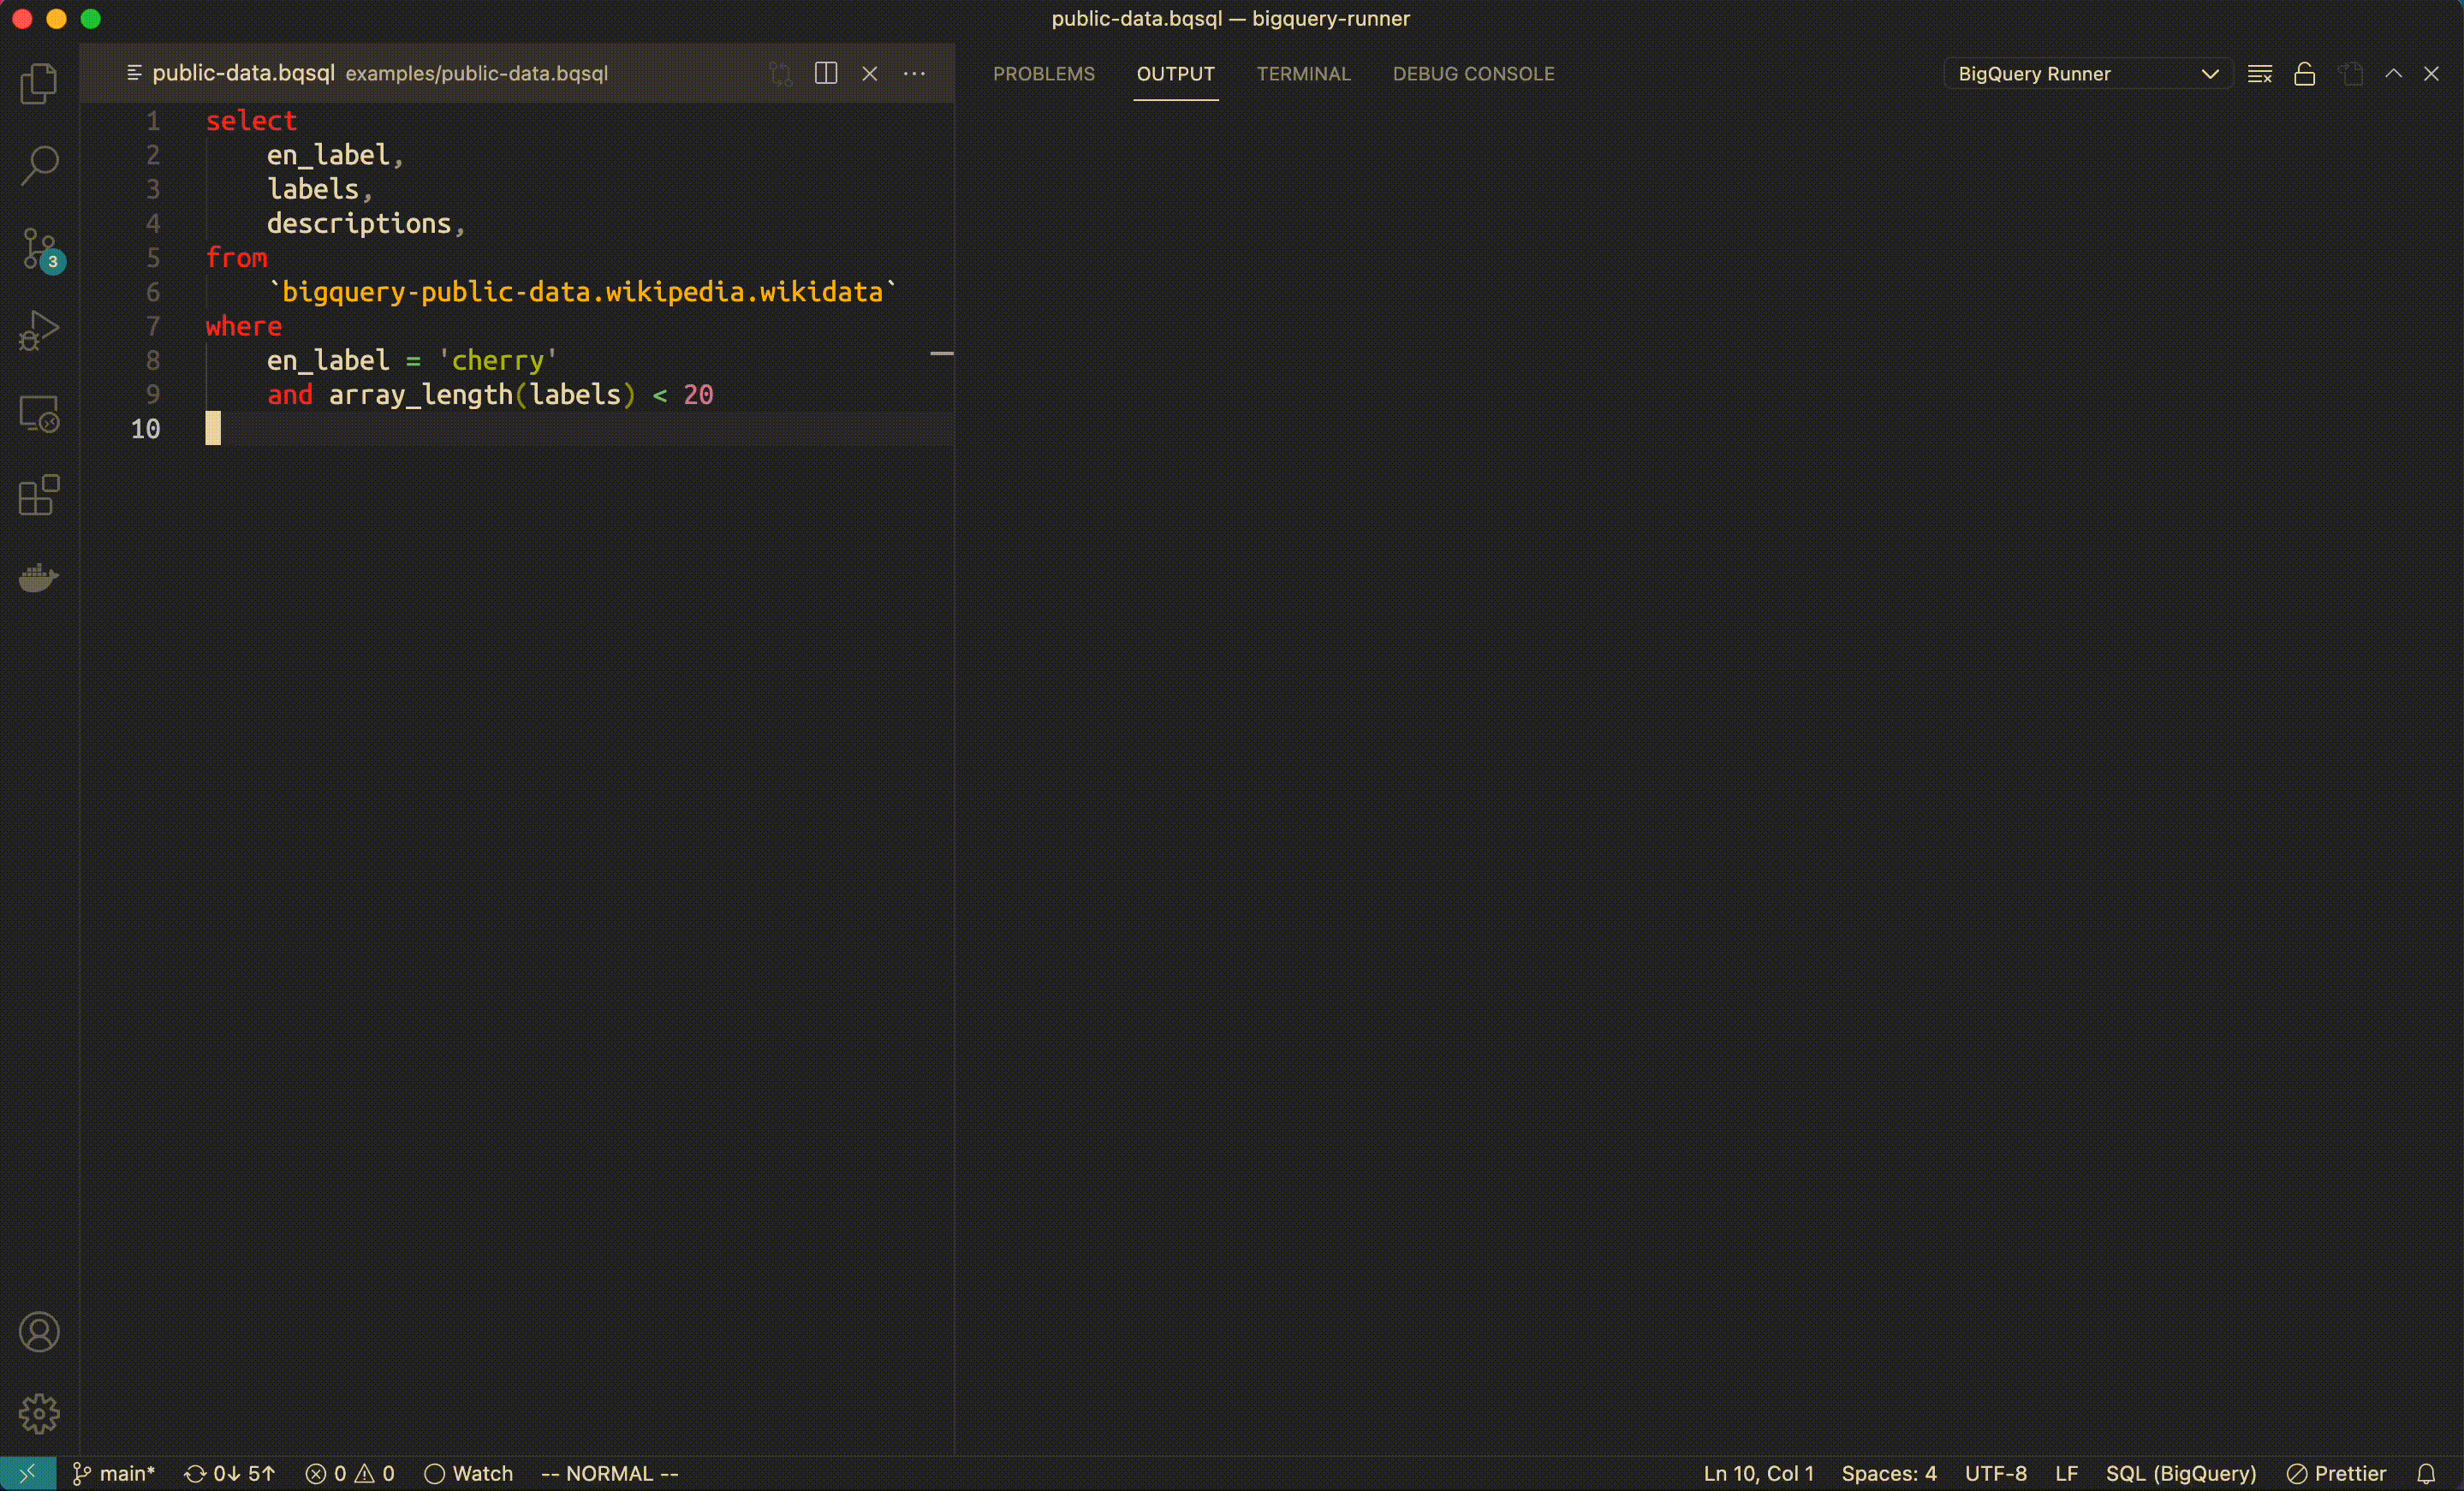 public-data.bqsql — bigquery-runner
public-data.bqsql examples/public-data.bqsql
PROBLEMS OUTPUT TERMINAL DEBUG CONSOLE
BigQuery Runner
1 select
2     en_label,
3     labels,
4     descriptions,
5 from
6     `bigquery-public-data.wikipedia.wikidata`
7 where
8     en_label = 'cherry'
9     and array_length(labels) < 20
10
3
main* 0↓ 5↑ 0 0 Watch -- NORMAL --
Ln 10, Col 1 Spaces: 4 UTF-8 LF SQL (BigQuery) Prettier